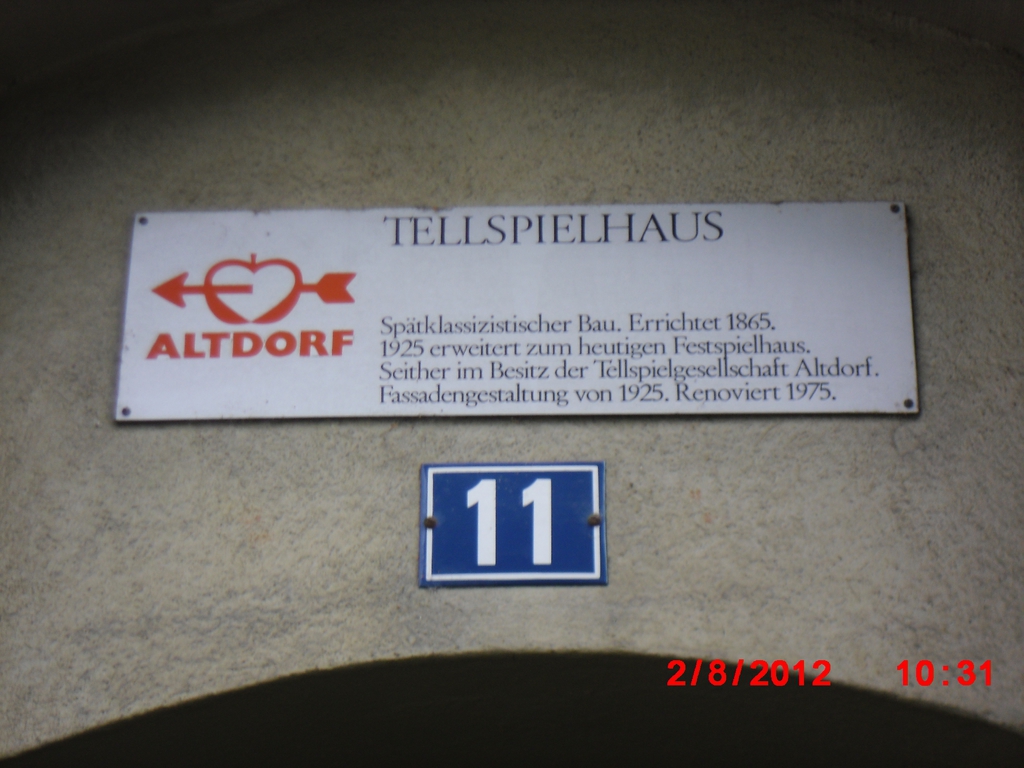 TELLSPIELHAUS
ALTDORF
Spätklassizistischer Bau. Errichtet 1865.
1925 erweitert zum heutigen Festspielhaus.
Seither im Besitz der Tellspielgesellschaft Altdorf.
Fassadengestaltung von 1925. Renoviert 1975.
11
2/8/2012 10:31